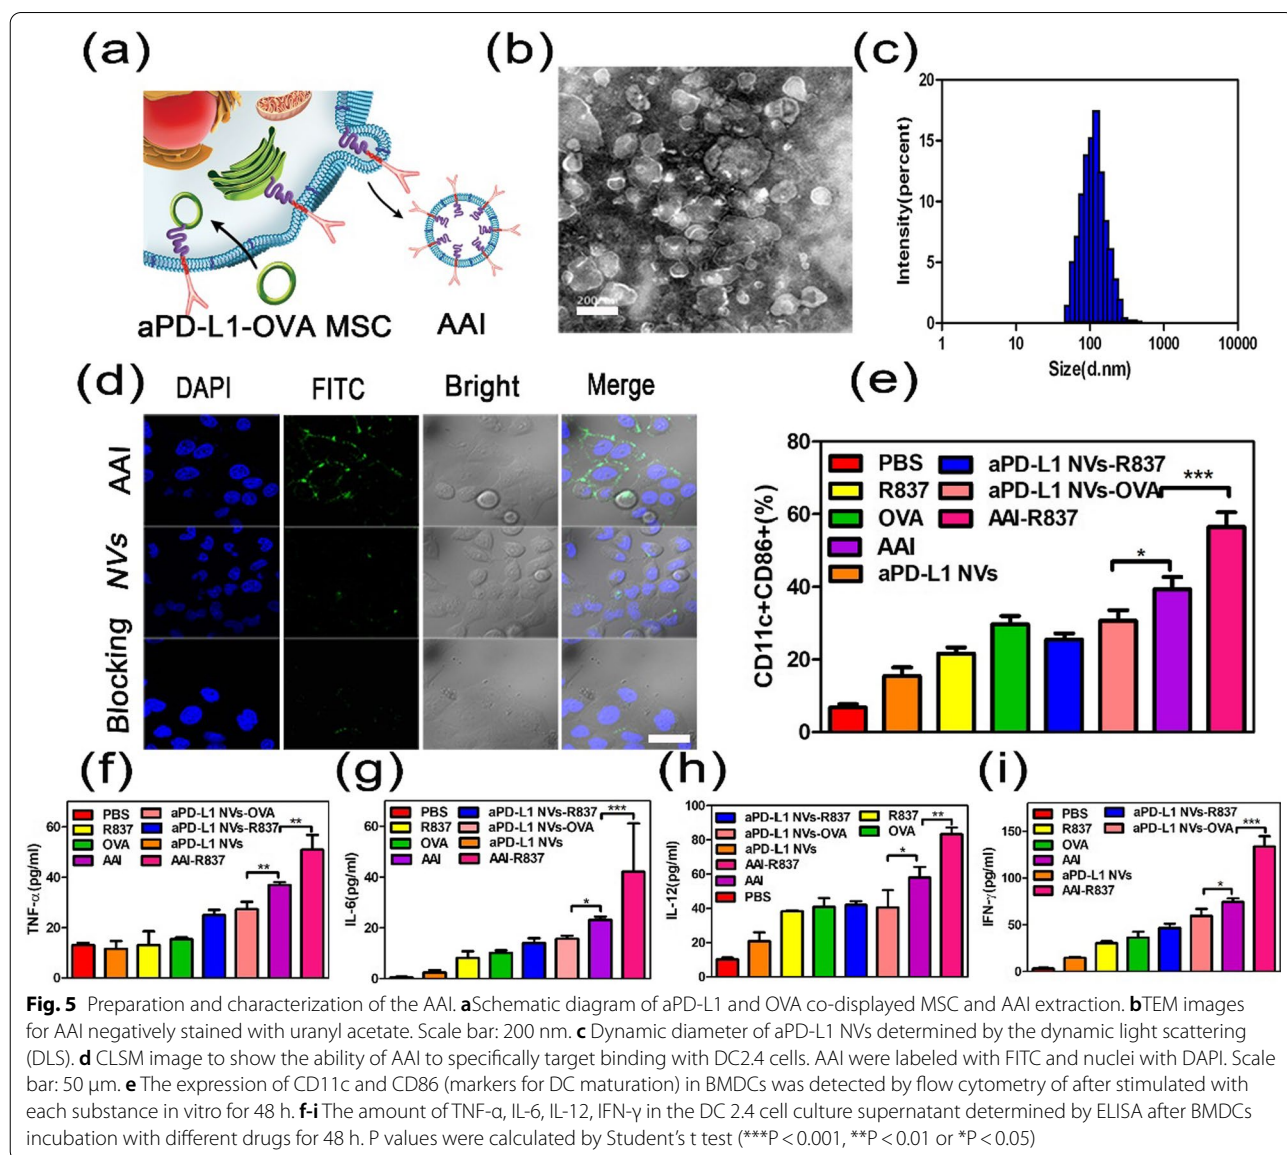 (a)
aPD-L1-OVA MSC
AAI
(b)
(c)
Intensity(percent)
20
15
10
5
0
1
10
100
1000
10000
Size(d.nm)
(d)
DAPI
FITC
Bright
Merge
AAI
NVs
Blocking
(e)
CD11c+CD86+(%)
80
60
40
20
0
PBS
R837
OVA
AAI
aPD-L1 NVs
aPD-L1 NVs-R837
aPD-L1 NVs-OVA
AAI-R837
*
***
(f)
TNF-α(pg/ml)
60
40
20
0
PBS
R837
OVA
AAI
aPD-L1 NVs-OVA
aPD-L1 NVs-R837
aPD-L1 NVs
AAI-R837
**
**
(g)
IL-6(pg/ml)
60
40
20
0
PBS
R837
OVA
AAI
aPD-L1 NVs-R837
aPD-L1 NVs-OVA
aPD-L1 NVs
AAI-R837
*
***
(h)
IL-12(pg/ml)
100
80
60
40
20
0
aPD-L1 NVs-R837
aPD-L1 NVs-OVA
aPD-L1 NVs
AAI-R837
AAI
PBS
R837
OVA
*
**
(i)
IFN-γ(pg/ml)
150
100
50
0
PBS
R837
OVA
AAI
aPD-L1 NVs
AAI-R837
aPD-L1 NVs-R837
aPD-L1 NVs-OVA
*
***
Fig. 5 Preparation and characterization of the AAI. aSchematic diagram of aPD-L1 and OVA co-displayed MSC and AAI extraction. bTEM images
for AAI negatively stained with uranyl acetate. Scale bar: 200 nm. c Dynamic diameter of aPD-L1 NVs determined by the dynamic light scattering
(DLS). d CLSM image to show the ability of AAI to specifically target binding with DC2.4 cells. AAI were labeled with FITC and nuclei with DAPI. Scale
bar: 50 μm. e The expression of CD11c and CD86 (markers for DC maturation) in BMDCs was detected by flow cytometry of after stimulated with
each substance in vitro for 48 h. f-i The amount of TNF-α, IL-6, IL-12, IFN-γ in the DC 2.4 cell culture supernatant determined by ELISA after BMDCs
incubation with different drugs for 48 h. P values were calculated by Student's t test (***P < 0.001, **P < 0.01 or *P < 0.05)